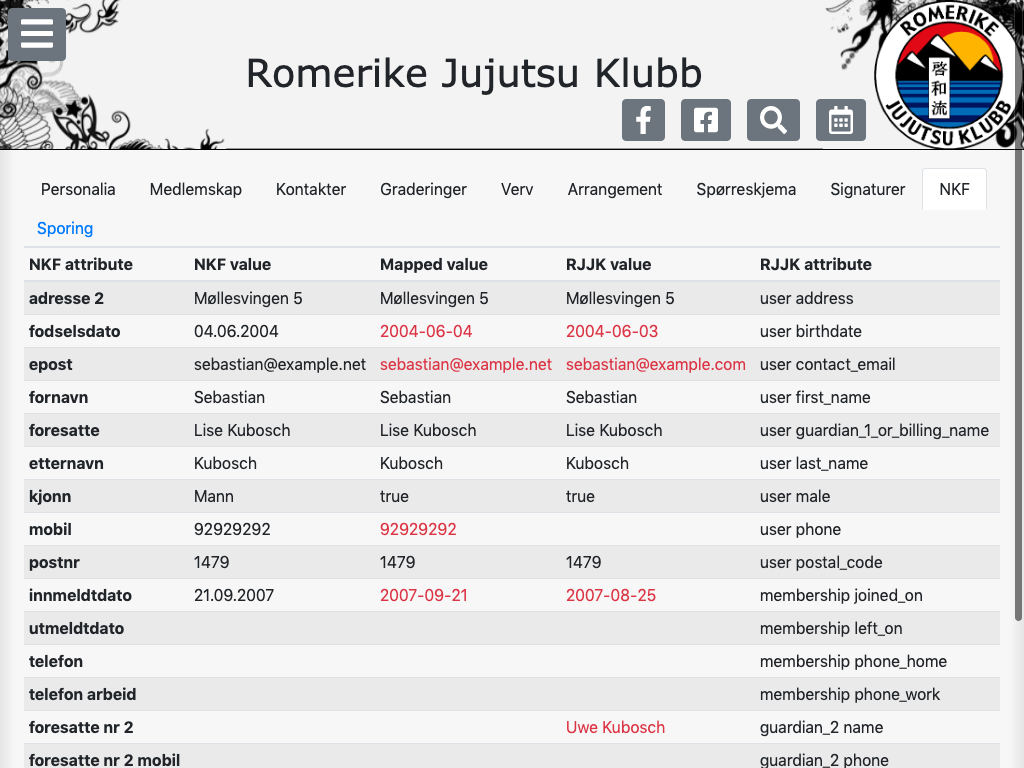 Romerike Jujutsu Klubb
ROMERIKE
啓和流
JUJUTSU KLUBB
Personalia Medlemskap Kontakter Graderinger Verv Arrangement Spørreskjema Signaturer NKF
Sporing
NKF attribute NKF value Mapped value RJJK value RJJK attribute
adresse 2 Møllesvingen 5 Møllesvingen 5 Møllesvingen 5 user address
fodselsdato 04.06.2004 2004-06-04 2004-06-03 user birthdate
epost sebastian@example.net sebastian@example.net sebastian@example.com user contact_email
fornavn Sebastian Sebastian Sebastian user first_name
foresatte Lise Kubosch Lise Kubosch Lise Kubosch user guardian_1_or_billing_name
etternavn Kubosch Kubosch Kubosch user last_name
kjonn Mann true true user male
mobil 92929292 92929292 user phone
postnr 1479 1479 1479 user postal_code
innmeldtdato 21.09.2007 2007-09-21 2007-08-25 membership joined_on
utmeldtdato membership left_on
telefon membership phone_home
telefon arbeid membership phone_work
foresatte nr 2 Uwe Kubosch guardian_2 name
foresatte nr 2 mobil guardian_2 phone